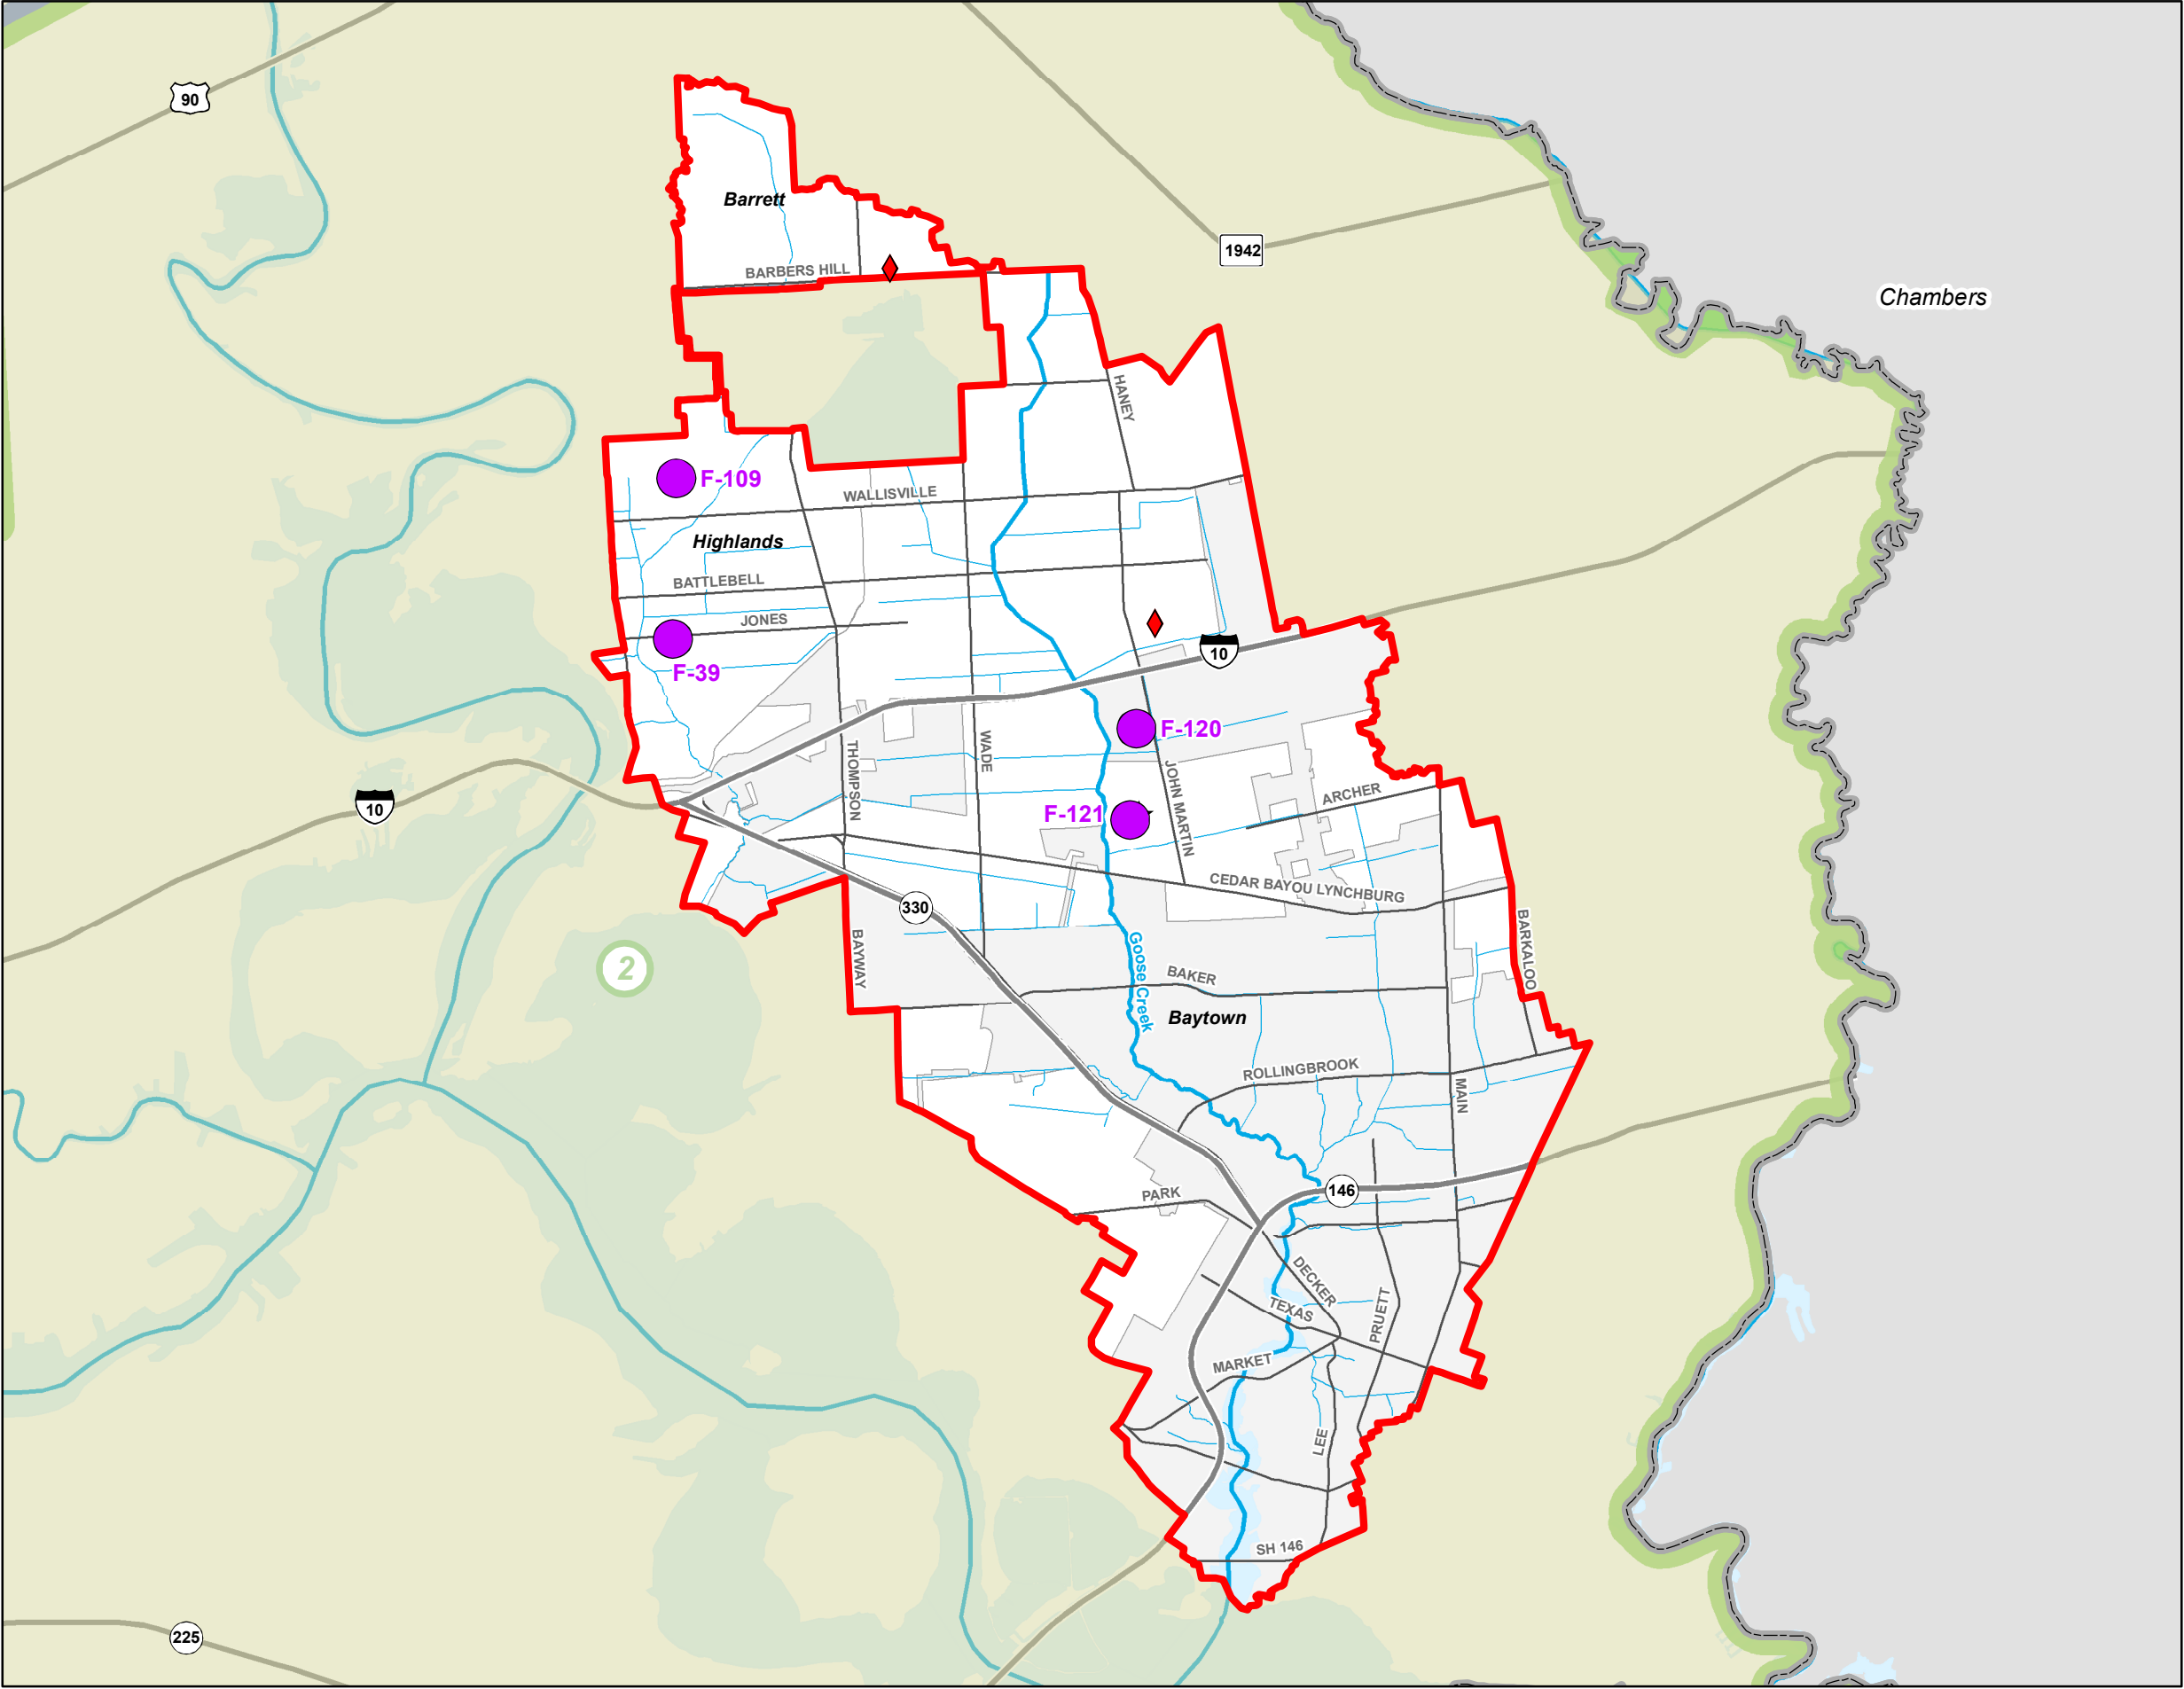 90
Barrett
1942
BARBERS HILL
Chambers
HANEY
F-109
WALLISVILLE
Highlands
BATTLEBELL
JONES
10
F-39
F-120
WADE
THOMPSON
JOHN MARTIN
10
F-121
ARCHER
CEDAR BAYOU LYNCHBURG
330
BARKALOO
BAYWAY
Goose Creek
2
BAKER
Baytown
ROLLINGBROOK
MAIN
PARK
146
DECKER
TEXAS
PRUETT
MARKET
LEE
SH 146
225